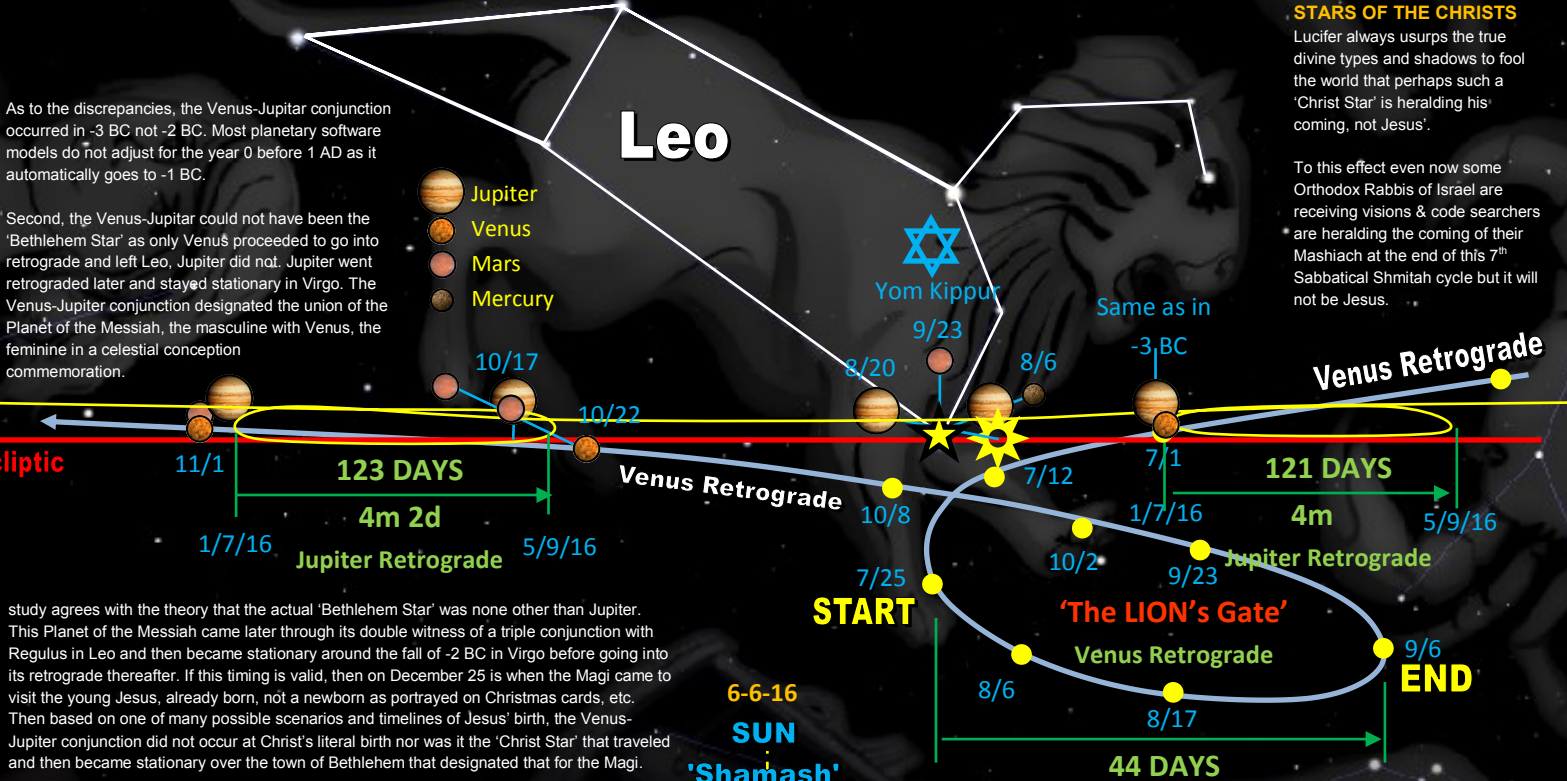 STARS OF THE CHRISTS
Lucifer always usurps the true
divine types and shadows to fool
the world that perhaps such a
‘Christ Star’ is heralding his
coming, not Jesus’.
To this effect even now some
Orthodox Rabbis of Israel are
receiving visions & code searchers
are heralding the coming of their
Mashiach at the end of this 7th
Sabbatical Shmitah cycle but it will
not be Jesus.
As to the discrepancies, the Venus-Jupitar conjunction
occurred in -3 BC not -2 BC. Most planetary software
models do not adjust for the year 0 before 1 AD as it
automatically goes to -1 BC.
Second, the Venus-Jupitar could not have been the
‘Bethlehem Star’ as only Venus proceeded to go into
retrograde and left Leo, Jupiter did not. Jupiter went
retrograded later and stayed stationary in Virgo. The
Venus-Jupiter conjunction designated the union of the
Planet of the Messiah, the masculine with Venus, the
feminine in a celestial conception
commemoration.
Leo
Jupiter
Venus
Mars
Mercury
Yom Kippur
9/23
Same as in
-3 BC
8/20
8/6
10/17
10/22
Venus Retrograde
cliptic
11/1
123 DAYS
4m 2d
1/7/16
Jupiter Retrograde
5/9/16
Venus Retrograde
10/8
7/12
7/1
121 DAYS
1/7/16
4m
5/9/16
Jupiter Retrograde
10/2
9/23
7/25
START
‘The LION’s Gate’
Venus Retrograde
9/6
END
8/6
8/17
44 DAYS
study agrees with the theory that the actual ‘Bethlehem Star’ was none other than Jupiter.
This Planet of the Messiah came later through its double witness of a triple conjunction with
Regulus in Leo and then became stationary around the fall of -2 BC in Virgo before going into
its retrograde thereafter. If this timing is valid, then on December 25 is when the Magi came to
visit the young Jesus, already born, not a newborn as portrayed on Christmas cards, etc.
Then based on one of many possible scenarios and timelines of Jesus’ birth, the Venus-
Jupiter conjunction did not occur at Christ’s literal birth nor was it the ‘Christ Star’ that traveled
and then became stationary over the town of Bethlehem that designated that for the Magi.
6-6-16
SUN
'Shamash'